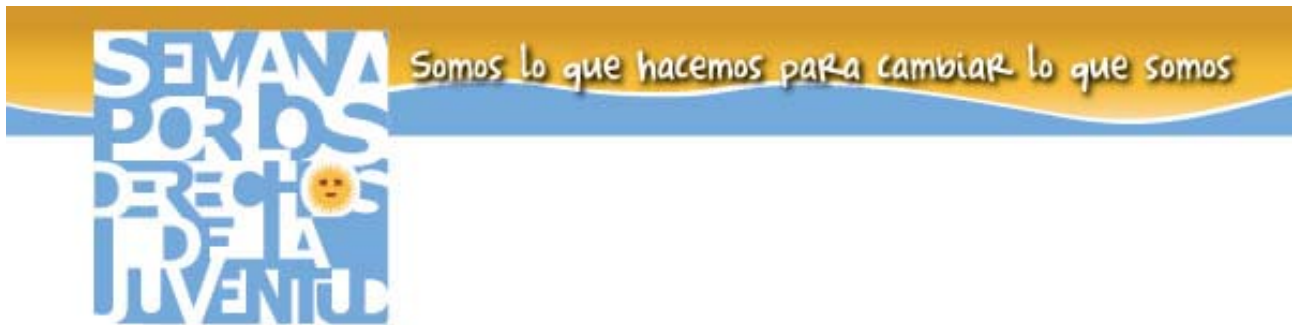 SEMANA
POR LOS
DERECHOS
DE LA
JUVENTUD
Somos lo que hacemos paRa cambiaR lo que somos